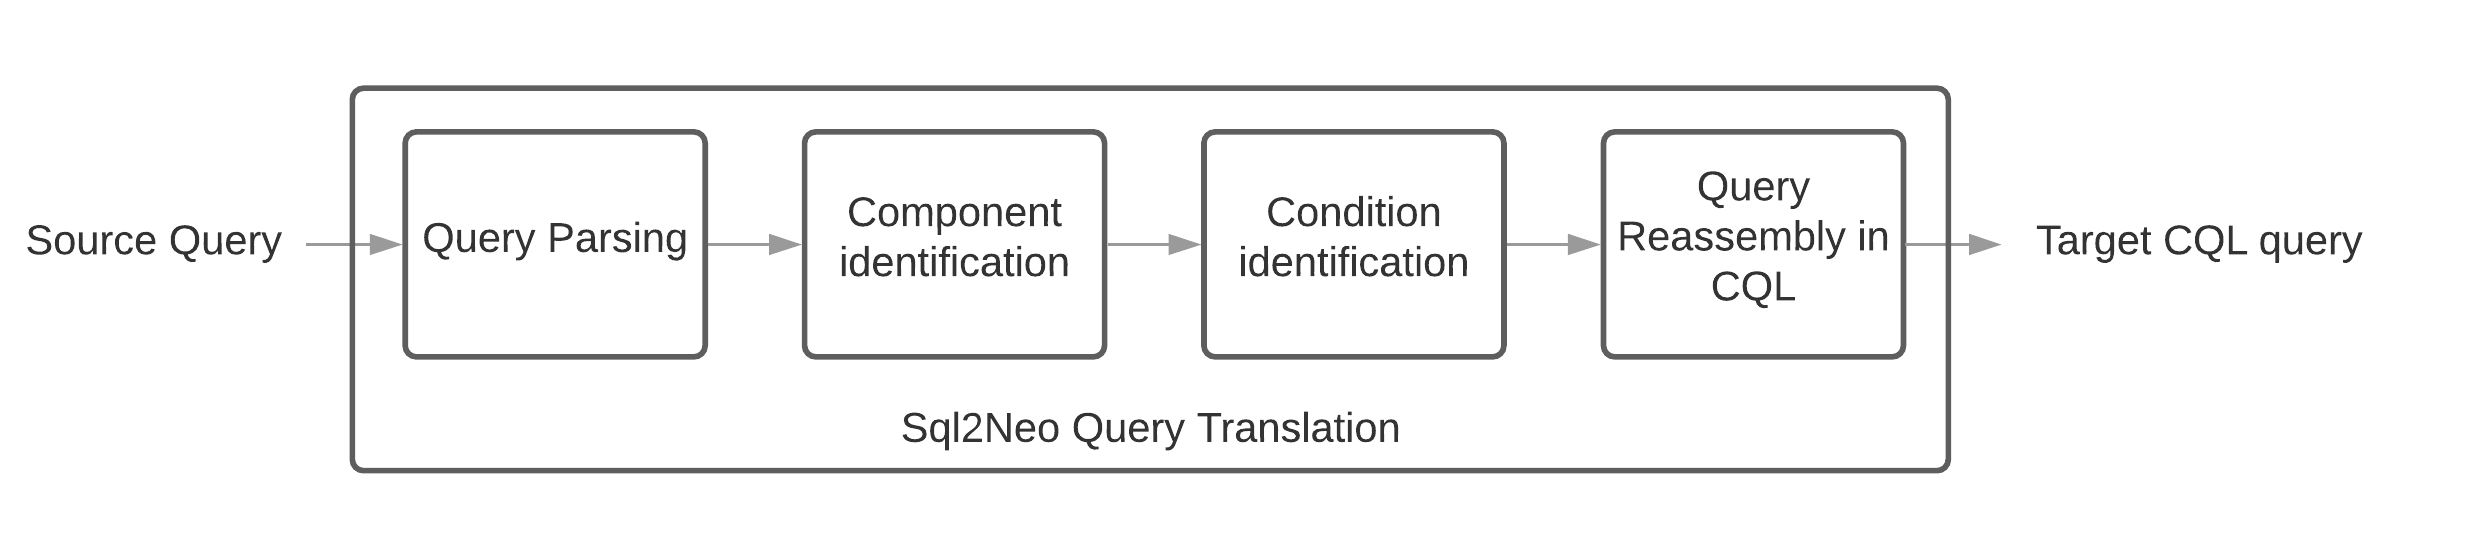 Source Query
Query Parsing
Component
identification
Condition
identification
Query
Reassembly in
CQL
Target CQL query
Sql2Neo Query Translation